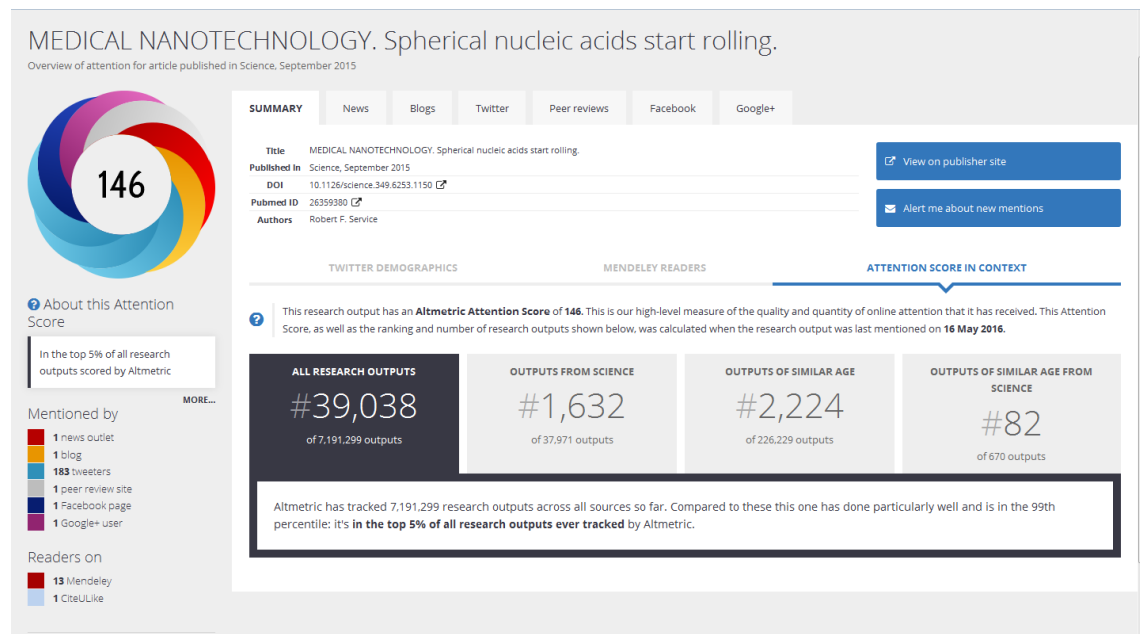 MEDICAL NANOTECHNOLOGY. Spherical nucleic acids start rolling.
Overview of attention for article published in Science, September 2015
146
About this Attention
Score
In the top 5% of all research
outputs scored by Altmetric
MORE...
Mentioned by
1 news outlet
1 blog
183 tweeters
1 peer review site
1 Facebook page
1 Google+ user
Readers on
13 Mendeley
1 CiteULike
SUMMARY News Blogs Twitter Peer reviews Facebook Google+
Title MEDICAL NANOTECHNOLOGY. Spherical nucleic acids start rolling.
Published in Science, September 2015
DOI 10.1126/science.349.6253.1150
Pubmed ID 26359380
Authors Robert F. Service
View on publisher site
Alert me about new mentions
TWITTER DEMOGRAPHICS MENDELEY READERS ATTENTION SCORE IN CONTEXT
This research output has an Altmetric Attention Score of 146. This is our high-level measure of the quality and quantity of online attention that it has received. This Attention
Score, as well as the ranking and number of research outputs shown below, was calculated when the research output was last mentioned on 16 May 2016.
ALL RESEARCH OUTPUTS
#39,038
of 7,191,299 outputs
OUTPUTS FROM SCIENCE
#1,632
of 37,971 outputs
OUTPUTS OF SIMILAR AGE
#2,224
of 226,229 outputs
OUTPUTS OF SIMILAR AGE FROM
SCIENCE
#82
of 670 outputs
Altmetric has tracked 7,191,299 research outputs across all sources so far. Compared to these this one has done particularly well and is in the 99th
percentile: it's in the top 5% of all research outputs ever tracked by Altmetric.